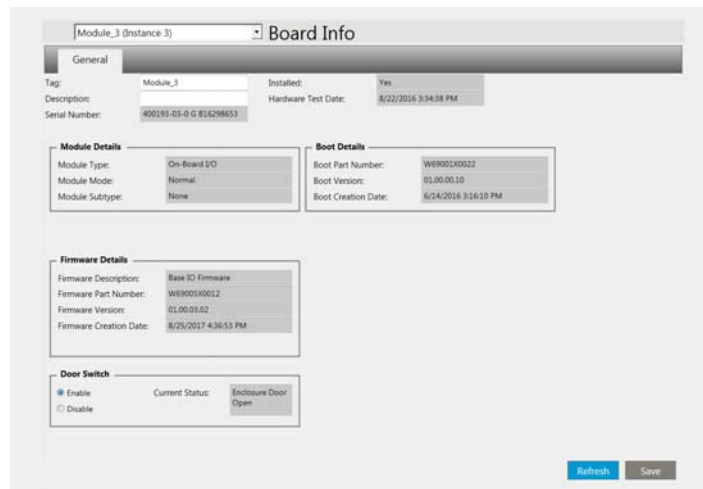 Module_3 (Instance 3) Board Info
General
Tag: Module_3 Installed: Yes
Description: Hardware Test Date: 8/22/2016 3:34:38 PM
Serial Number: 400193-03-0 G 816298653
Module Details Boot Details
Module Type: On-Board I/O Boot Part Number: W69001X0022
Module Mode: Normal Boot Version: 01.00.00.10
Module Subtype: None Boot Creation Date: 6/14/2016 3:16:10 PM
Firmware Details
Firmware Description: Base IO Firmware
Firmware Part Number: W69005X0012
Firmware Version: 01.00.03.02
Firmware Creation Date: 8/25/2017 4:36:53 PM
Door Switch
Enable Current Status: Enclosure Door
Open
Disable
Refresh Save